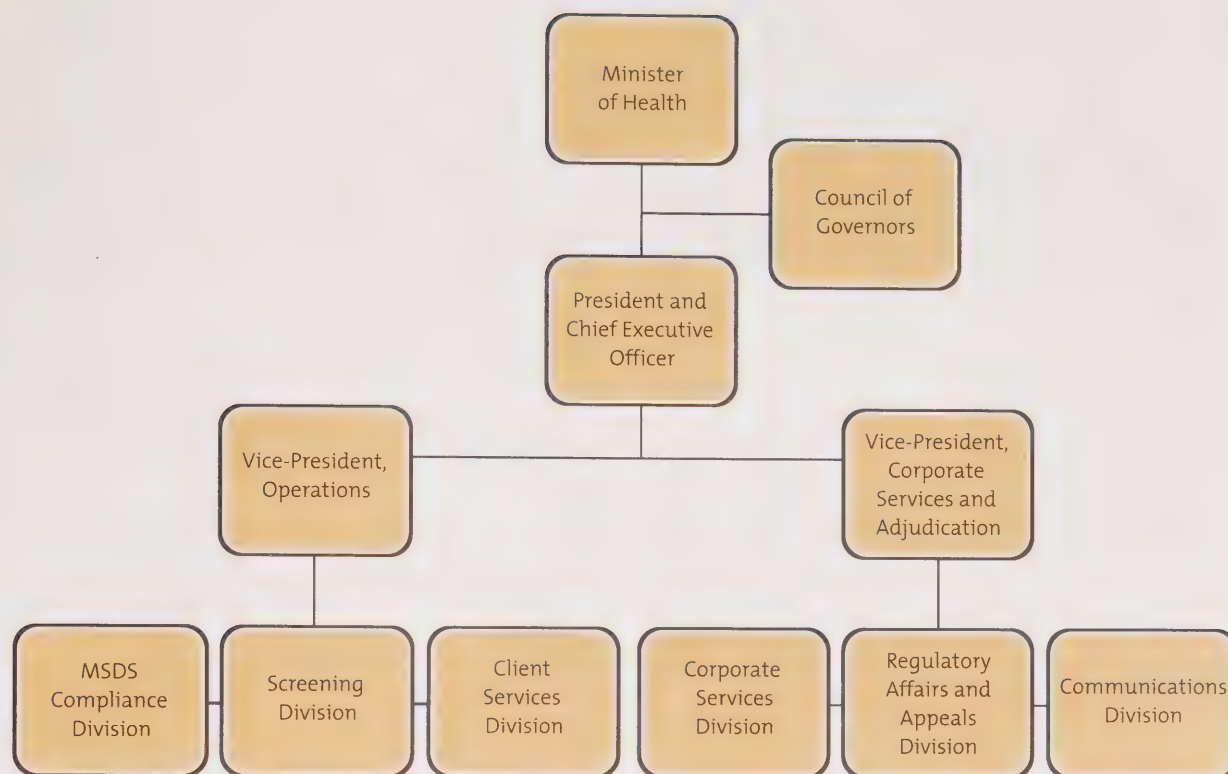 Minister
of Health
Council of
Governors
President and
Chief Executive
Officer
Vice-President,
Operations
Vice-President,
Corporate
Services and
Adjudication
MSDS
Compliance
Division
Screening
Division
Client
Services
Division
Corporate
Services
Division
Regulatory
Affairs and
Appeals
Division
Communications
Division